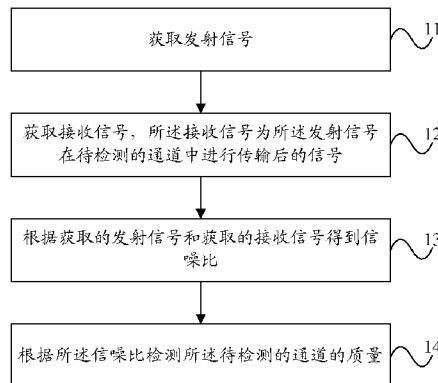 获取发射信号
11
获取接收信号，所述接收信号为所述发射信号
在待检测的通道中进行传输后的信号
12
根据获取的发射信号和获取的接收信号得到信
噪比
13
根据所述信噪比检测所述待检测的通道的质量
14